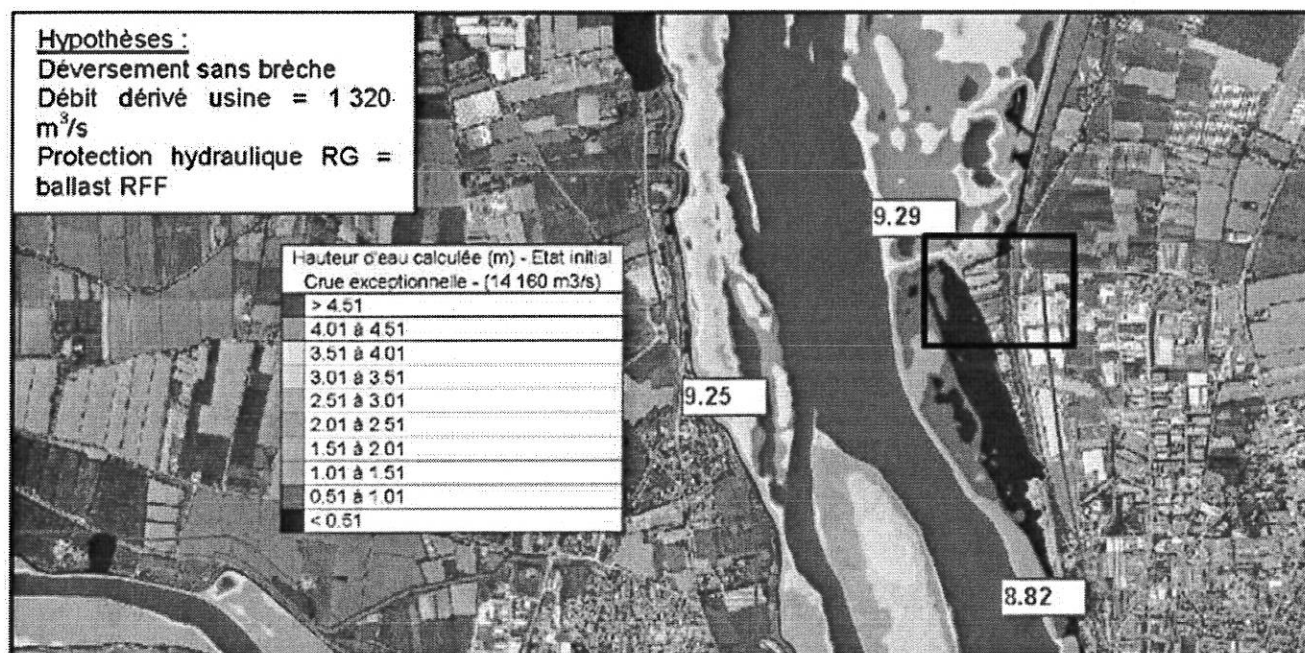 Hypothèses :
Déversement sans brèche
Débit dérivé usine = 1 320
m³/s
Protection hydraulique RG =
ballast RFF
9.29
Hauteur d'eau calculée (m) - Etat initial
Crue exceptionnelle - (14 160 m3/s)
> 4.51
4.01 à 4.51
3.51 à 4.01
3.01 à 3.51
2.51 à 3.01
2.01 à 2.51
1.51 à 2.01
1.01 à 1.51
0.51 à 1.01
< 0.51
9.25
8.82